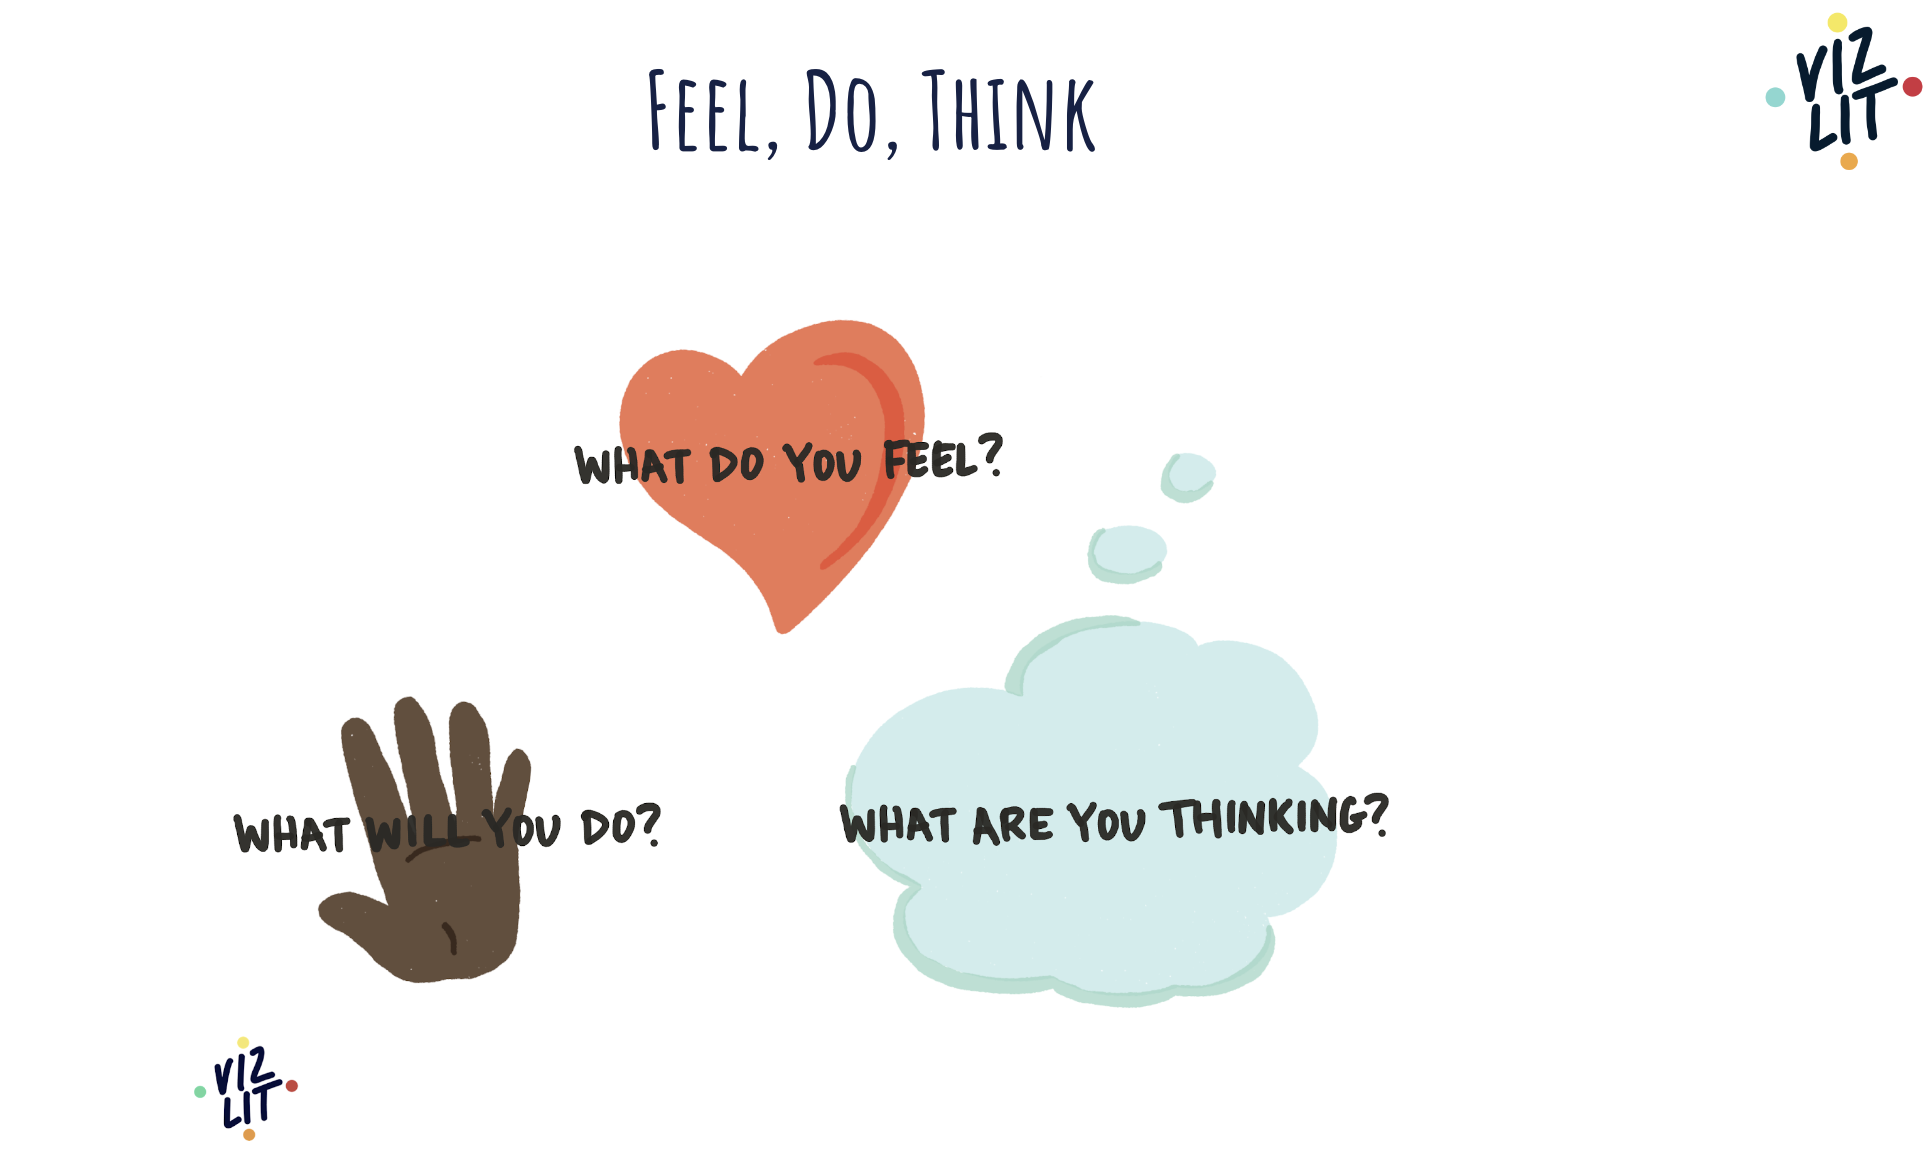 FEEL, DO, THINK
VIZ
LIT
WHAT DO YOU FEEL?
WHAT WILL YOU DO?
WHAT ARE YOU THINKING?
VIZ
LIT